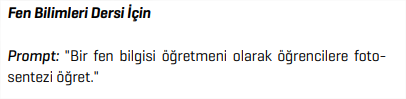 Fen Bilimleri Dersi İçin
Prompt: "Bir fen bilgisi öğretmeni olarak öğrencilere foto-
sentezi öğret."